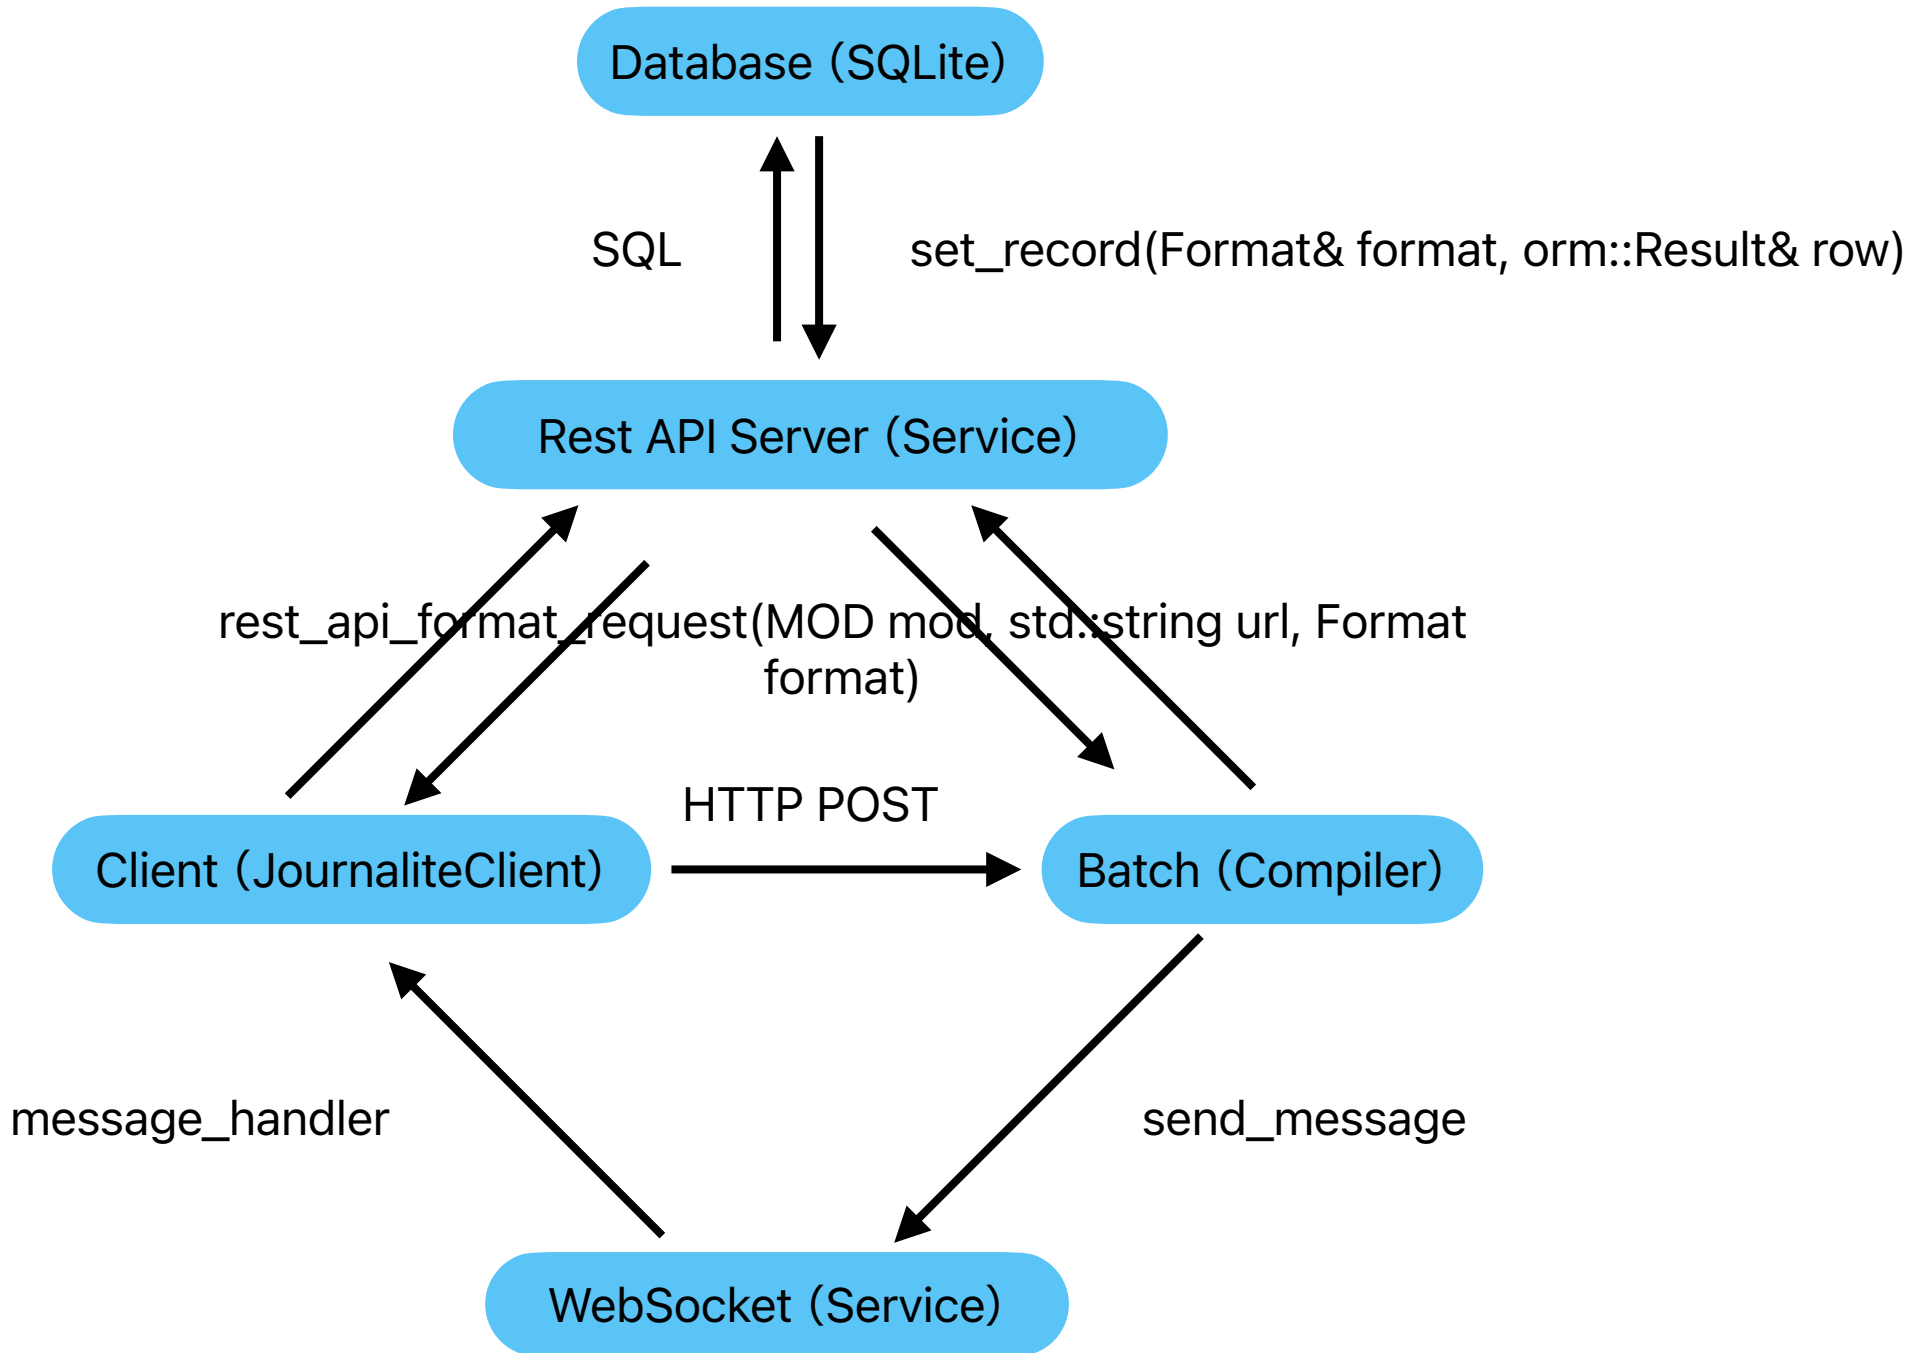 Database (SQLite)
SQL
set_record(Format& format, orm::Result& row)
Rest API Server (Service)
rest_api_format_request(MOD mod, std::string url, Format
format)
HTTP POST
Client (JournaliteClient)
Batch (Compiler)
message_handler
send_message
WebSocket (Service)